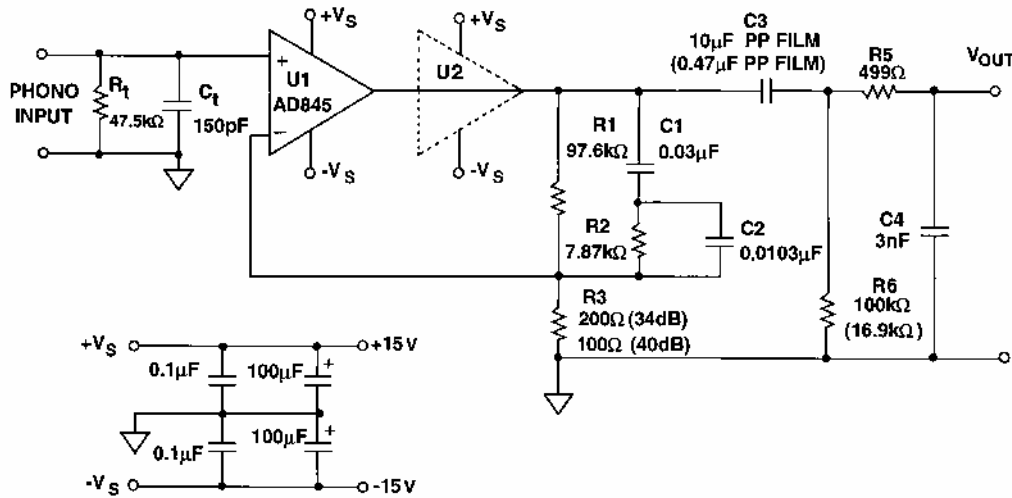 +VS
+VS
C3
10µF PP FILM
(0.47µF PP FILM)
R5
499Ω
VOUT
PHONO
INPUT
Rt
47.5kΩ
Ct
150pF
+
U1
AD845
−
U2
-VS
-VS
R1
97.6kΩ
C1
0.03µF
R2
7.87kΩ
C2
0.0103µF
C4
3nF
R3
200Ω (34dB)
100Ω (40dB)
R6
100kΩ
(16.9kΩ)
+VS
+15V
0.1µF
100µF
+
0.1µF
100µF
+
-VS
-15V